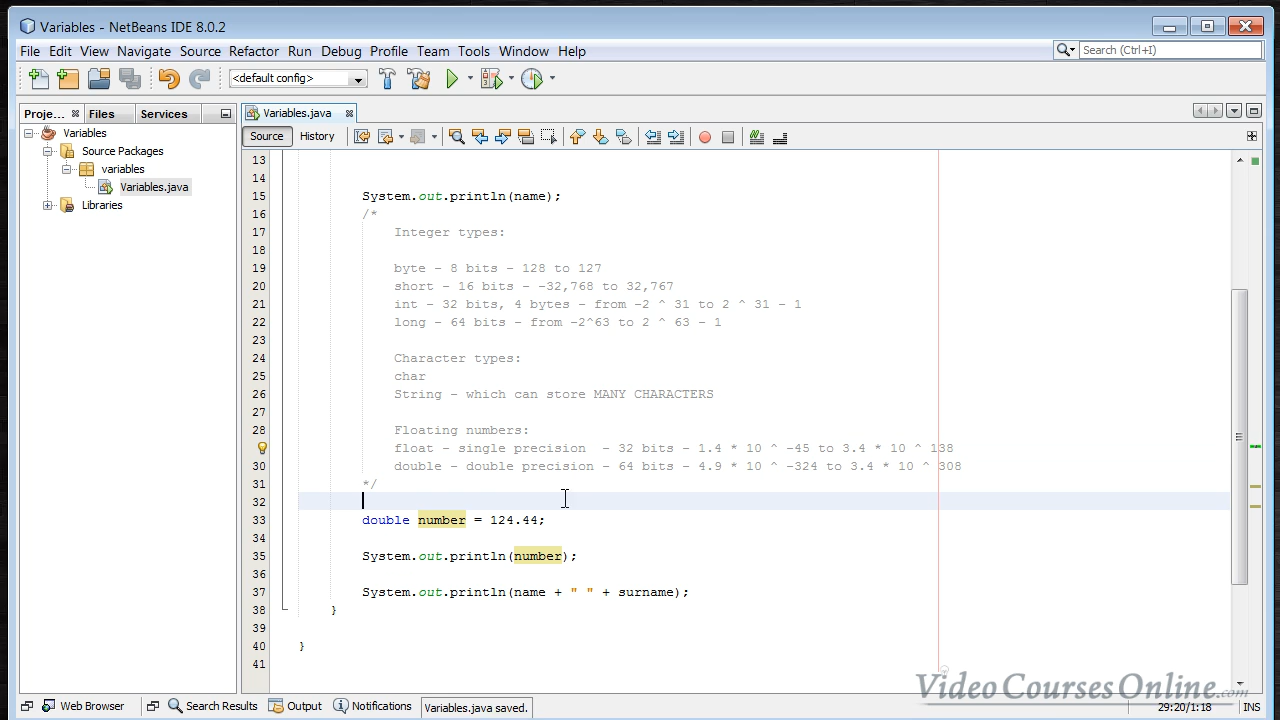 Variables - NetBeans IDE 8.0.2
File Edit View Navigate Source Refactor Run Debug Profile Team Tools Window Help
Search (Ctrl+I)
<default config>
Proje... Files Services
Variables.java
Source History
Variables
Source Packages
variables
Variables.java
Libraries
13
14
15 System.out.println(name);
16 /*
17 Integer types:
18
19 byte - 8 bits - 128 to 127
20 short - 16 bits - -32,768 to 32,767
21 int - 32 bits, 4 bytes - from -2 ^ 31 to 2 ^ 31 - 1
22 long - 64 bits - from -2^63 to 2 ^ 63 - 1
23
24 Character types:
25 char
26 String - which can store MANY CHARACTERS
27
28 Floating numbers:
float - single precision - 32 bits - 1.4 * 10 ^ -45 to 3.4 * 10 ^ 138
30 double - double precision - 64 bits - 4.9 * 10 ^ -324 to 3.4 * 10 ^ 308
31 */
32
33 double number = 124.44;
34
35 System.out.println(number);
36
37 System.out.println(name + " " + surname);
38 }
39
40 }
41
VideoCoursesOnline.com
Web Browser Search Results Output Notifications Variables.java saved. 29:20/1:18 INS